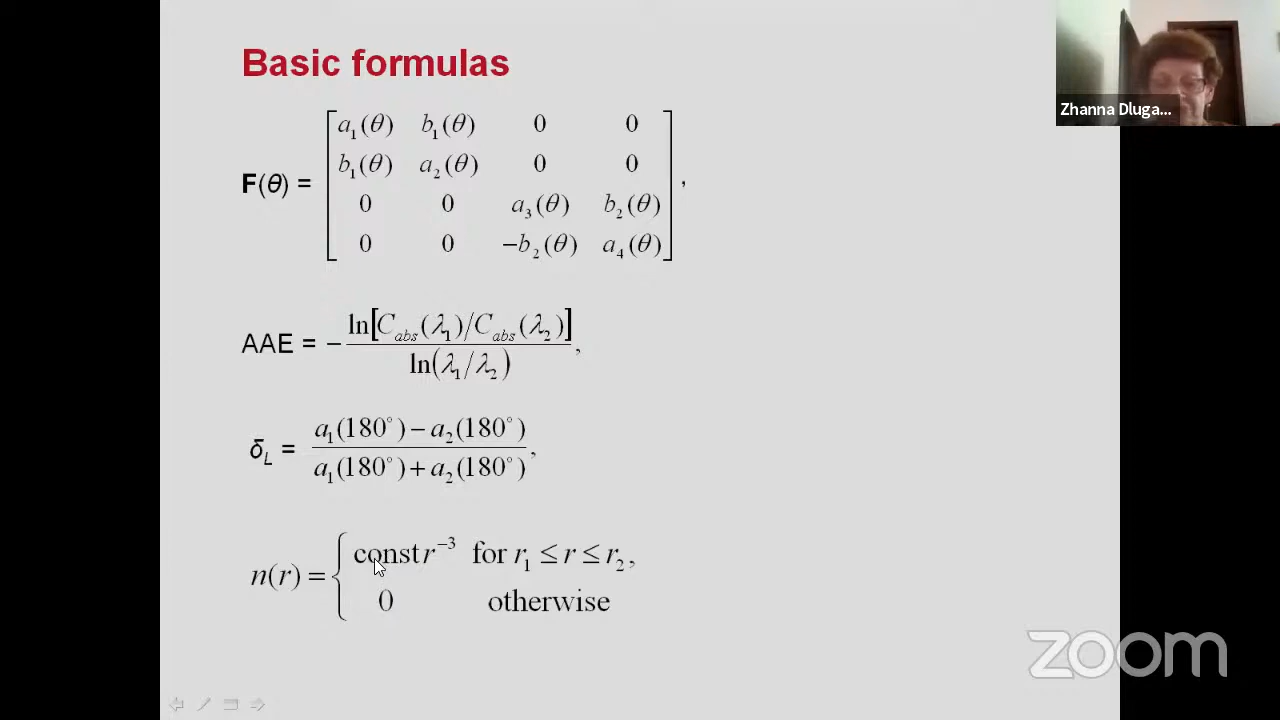 Basic formulas
Zhanna Dluga...
F(θ) = [ a₁(θ) b₁(θ) 0 0
b₁(θ) a₂(θ) 0 0
0 0 a₃(θ) b₂(θ)
0 0 −b₂(θ) a₄(θ) ],
AAE = − ln[C_abs(λ₁)/C_abs(λ₂)] / ln(λ₁/λ₂),
δ_L = (a₁(180°) − a₂(180°)) / (a₁(180°) + a₂(180°)),
n(r) = { const r⁻³ for r₁ ≤ r ≤ r₂,
0 otherwise
zoom